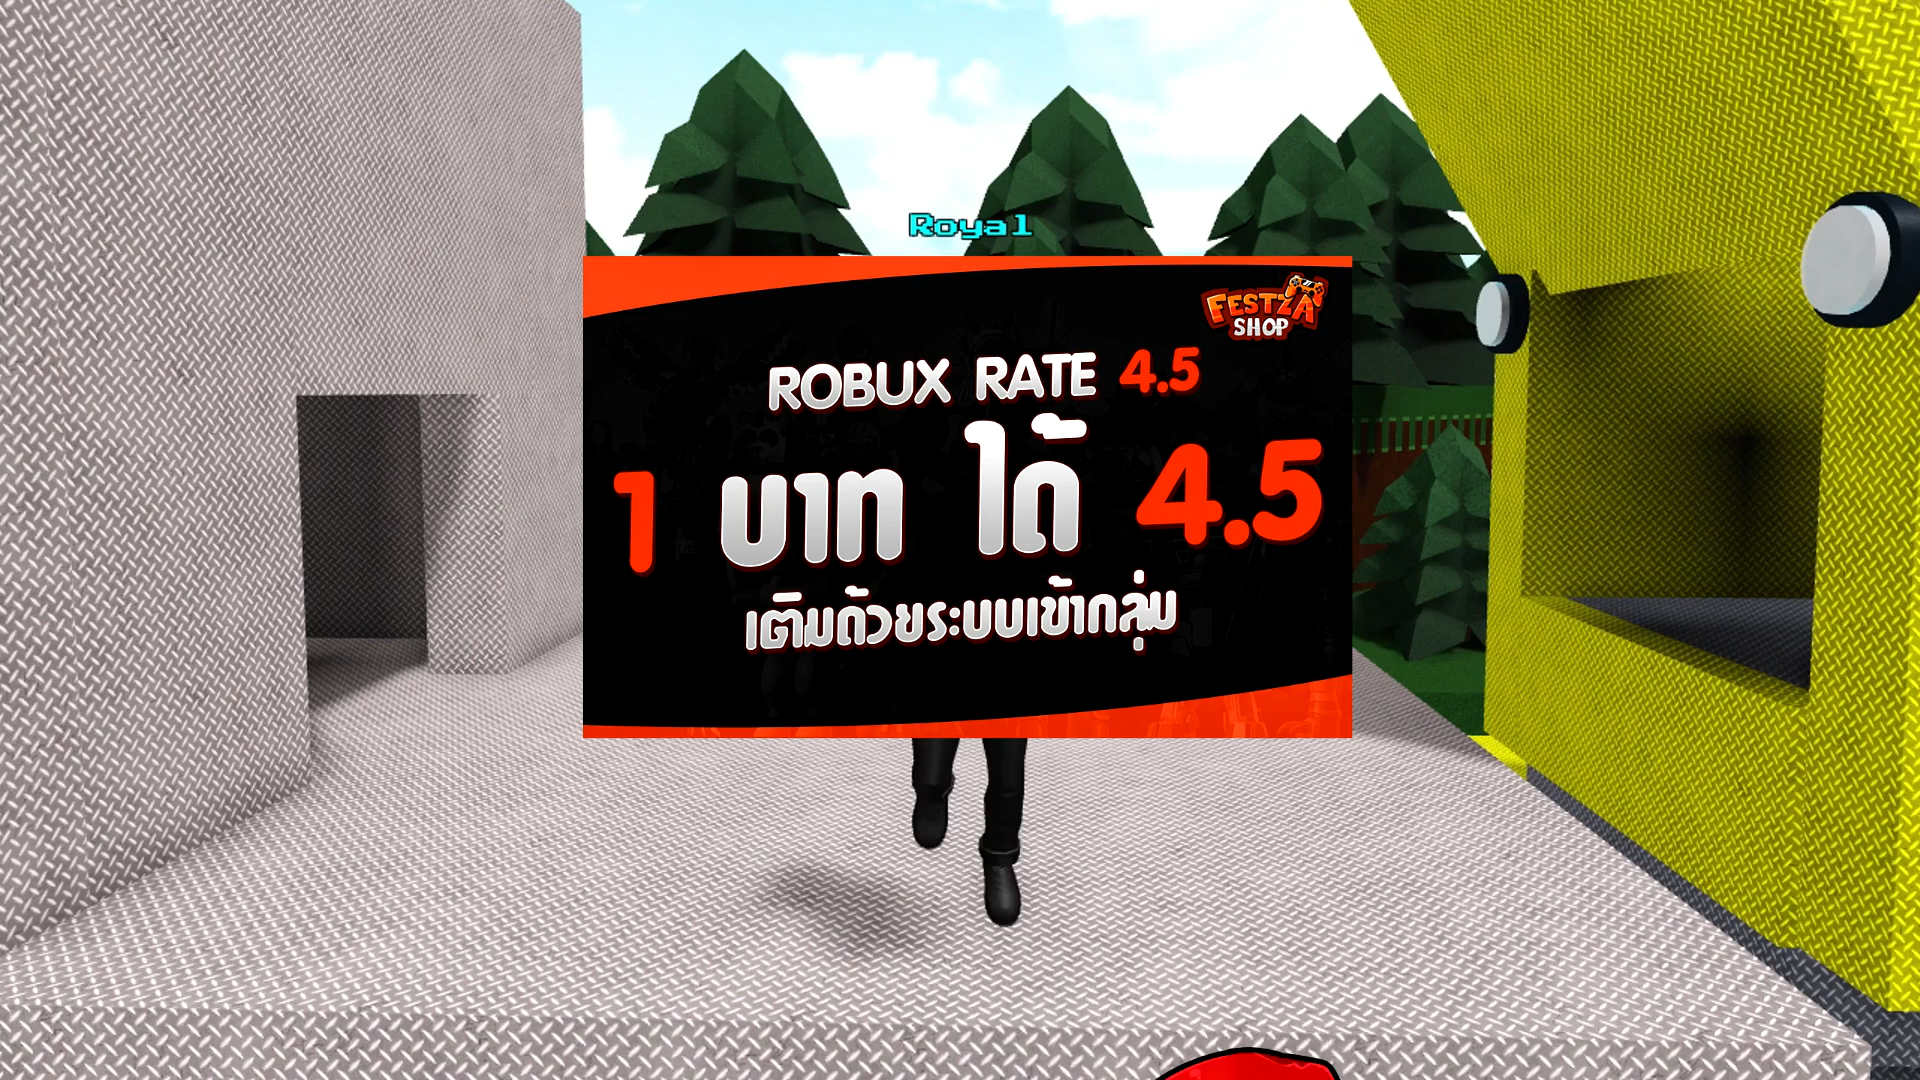 Royal
FESTZA
SHOP
ROBUX RATE 4.5
1 บาท ได้ 4.5
เติมด้วยระบบเข้ากลุ่ม